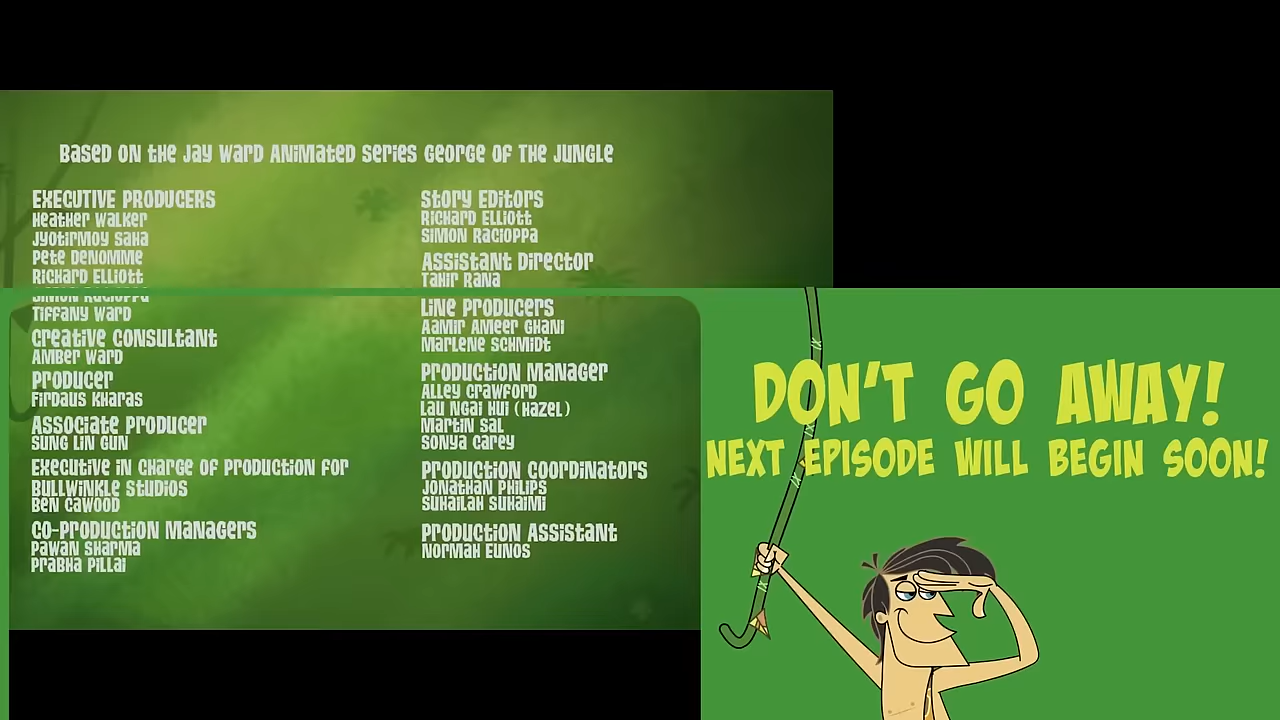 BASED ON THE JAY WARD ANIMATED SERIES GEORGE OF THE JUNGLE
EXECUTIVE PRODUCERS
HEATHER WALKER
JYOTIRMOY SAHA
PETE DENOMME
RICHARD ELLIOTT
SIMON RACIOPPA
TIFFANY WARD
CREATIVE CONSULTANT
AMBER WARD
PRODUCER
FIRDAUS KHARAS
ASSOCIATE PRODUCER
SUNG LIN GUN
EXECUTIVE IN CHARGE OF PRODUCTION FOR
BULLWINKLE STUDIOS
BEN CAWOOD
CO-PRODUCTION MANAGERS
PAWAN SHARMA
PRABHA PILLAI
STORY EDITORS
RICHARD ELLIOTT
SIMON RACIOPPA
ASSISTANT DIRECTOR
TAHIR RANA
LINE PRODUCERS
AAMIR AMEER GHANI
MARLENE SCHMIDT
PRODUCTION MANAGER
ALLEY CRAWFORD
LAU NGAI HUI (HAZEL)
MARTIN SAL
SONYA CAREY
PRODUCTION COORDINATORS
JONATHAN PHILIPS
SUHAILAH SUHAIMI
PRODUCTION ASSISTANT
NORMAH EUNOS
DON'T GO AWAY!
NEXT EPISODE WILL BEGIN SOON!